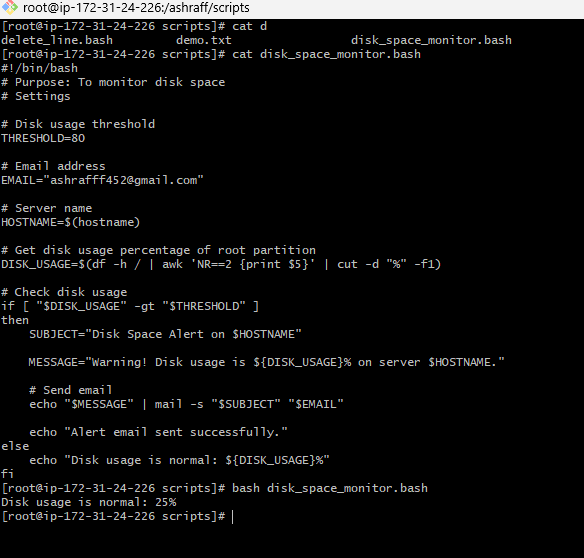 root@ip-172-31-24-226:/ashraff/scripts
[root@ip-172-31-24-226 scripts]# cat d
delete_line.bash        demo.txt                disk_space_monitor.bash
[root@ip-172-31-24-226 scripts]# cat disk_space_monitor.bash
#!/bin/bash
# Purpose: To monitor disk space
# Settings

# Disk usage threshold
THRESHOLD=80

# Email address
EMAIL="ashrafff452@gmail.com"

# Server name
HOSTNAME=$(hostname)

# Get disk usage percentage of root partition
DISK_USAGE=$(df -h / | awk 'NR==2 {print $5}' | cut -d "%" -f1)

# Check disk usage
if [ "$DISK_USAGE" -gt "$THRESHOLD" ]
then
    SUBJECT="Disk Space Alert on $HOSTNAME"

    MESSAGE="Warning! Disk usage is ${DISK_USAGE}% on server $HOSTNAME."

    # Send email
    echo "$MESSAGE" | mail -s "$SUBJECT" "$EMAIL"

    echo "Alert email sent successfully."
else
    echo "Disk usage is normal: ${DISK_USAGE}%"
fi
[root@ip-172-31-24-226 scripts]# bash disk_space_monitor.bash
Disk usage is normal: 25%
[root@ip-172-31-24-226 scripts]#